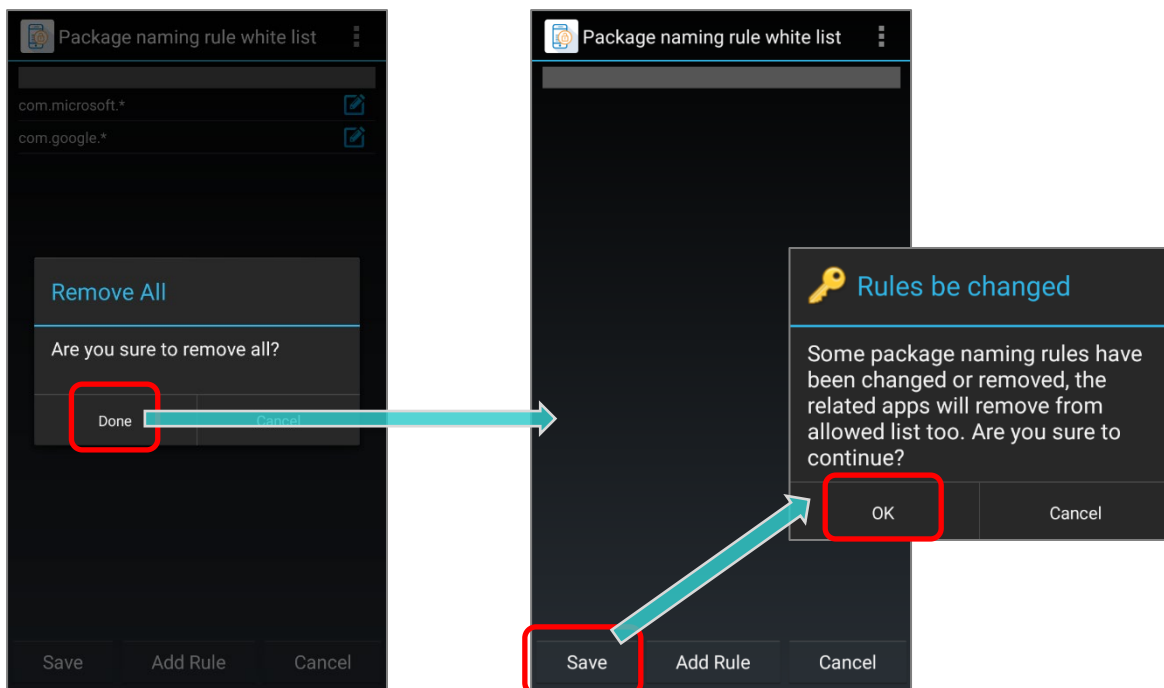 Package naming rule white list
com.microsoft.*
com.google.*
Remove All
Are you sure to remove all?
Done
Cancel
Save
Add Rule
Cancel
Package naming rule white list
Rules be changed
Some package naming rules have
been changed or removed, the
related apps will remove from
allowed list too. Are you sure to
continue?
OK
Cancel
Save
Add Rule
Cancel